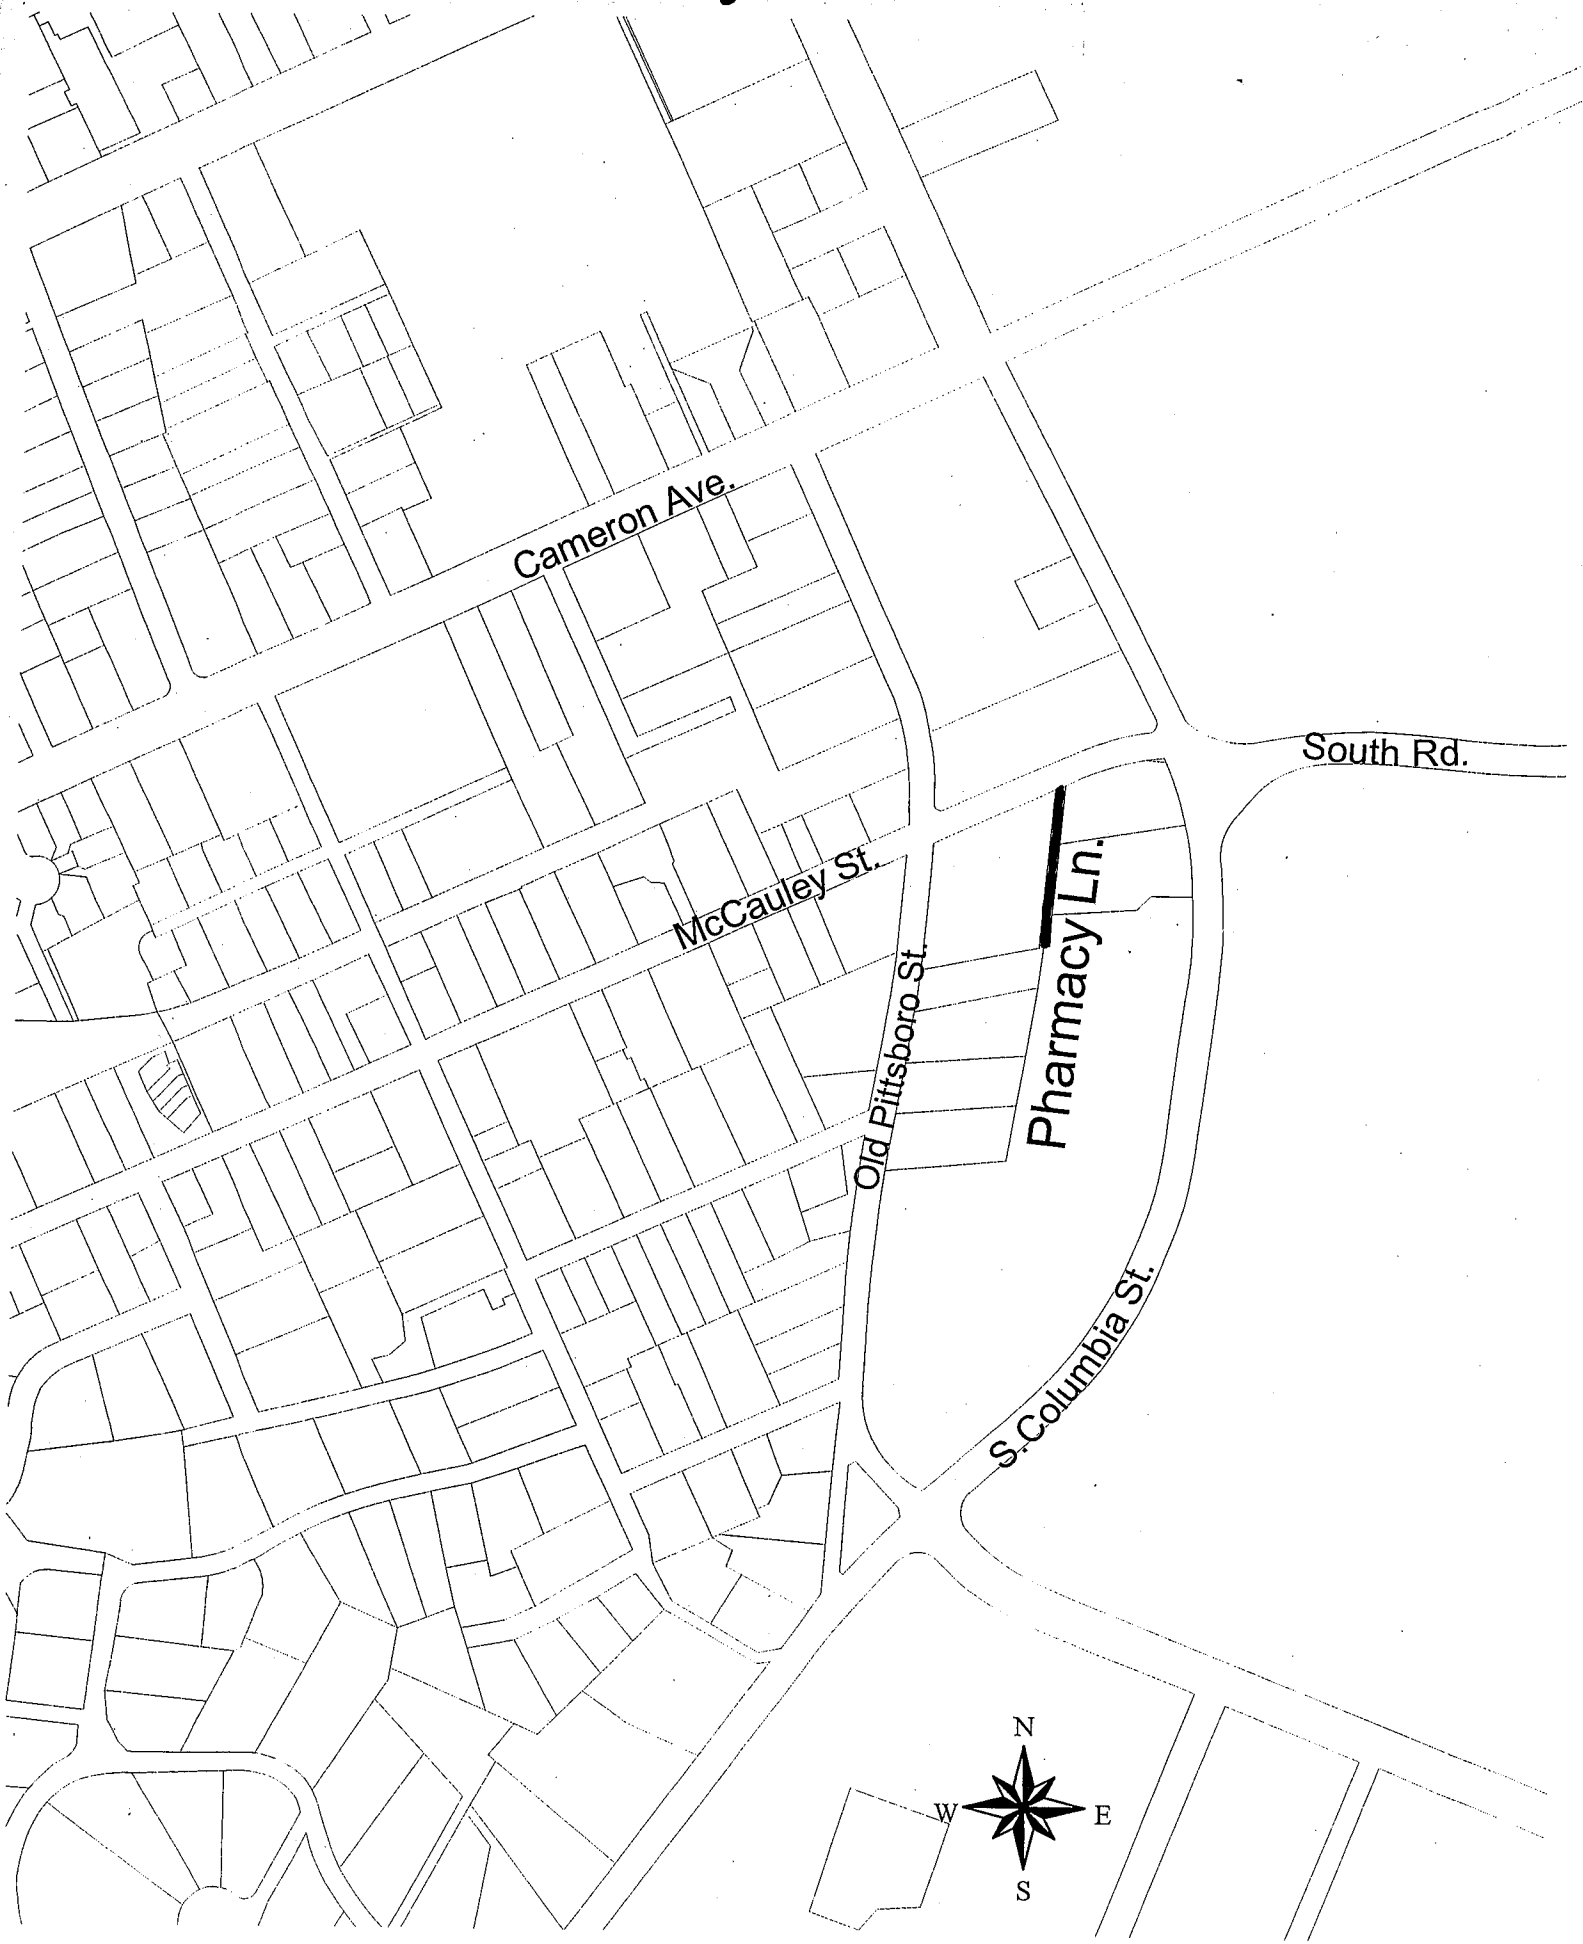 Cameron Ave.
South Rd.
McCauley St.
Pharmacy Ln.
Old Pittsboro St.
S.Columbia St.
N
W
E
S